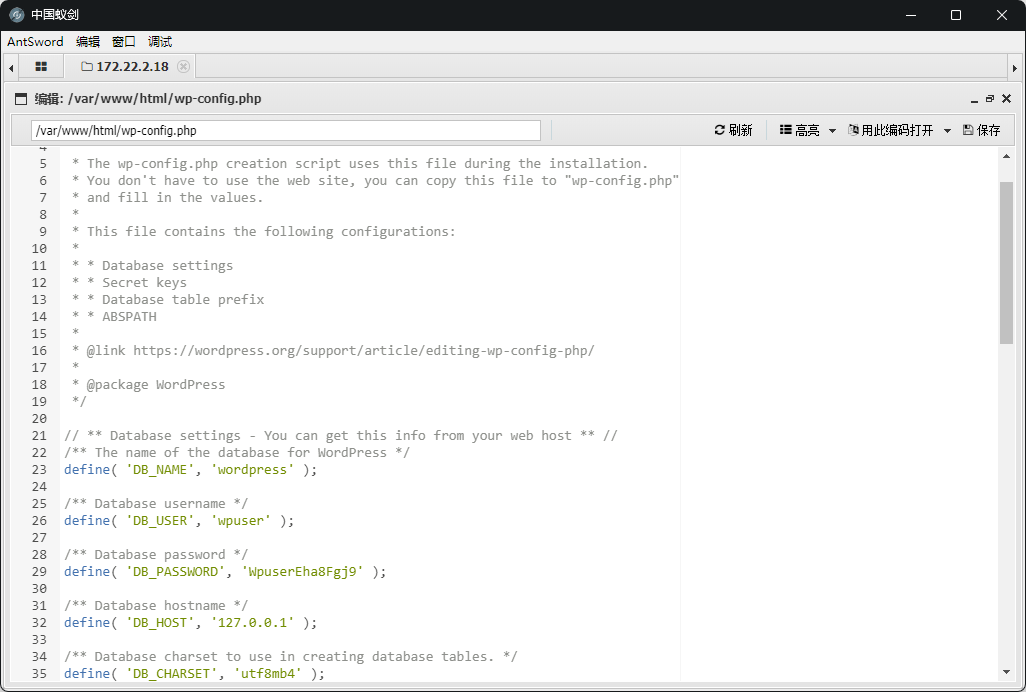 中国蚁剑
AntSword 编辑 窗口 调试
172.22.2.18
编辑: /var/www/html/wp-config.php
/var/www/html/wp-config.php 刷新 高亮 用此编码打开 保存
4
5 * The wp-config.php creation script uses this file during the installation.
6 * You don't have to use the web site, you can copy this file to "wp-config.php"
7 * and fill in the values.
8 *
9 * This file contains the following configurations:
10 *
11 * * Database settings
12 * * Secret keys
13 * * Database table prefix
14 * * ABSPATH
15 *
16 * @link https://wordpress.org/support/article/editing-wp-config-php/
17 *
18 * @package WordPress
19 */
20
21 // ** Database settings - You can get this info from your web host ** //
22 /** The name of the database for WordPress */
23 define( 'DB_NAME', 'wordpress' );
24
25 /** Database username */
26 define( 'DB_USER', 'wpuser' );
27
28 /** Database password */
29 define( 'DB_PASSWORD', 'WpuserEha8Fgj9' );
30
31 /** Database hostname */
32 define( 'DB_HOST', '127.0.0.1' );
33
34 /** Database charset to use in creating database tables. */
35 define( 'DB_CHARSET', 'utf8mb4' );